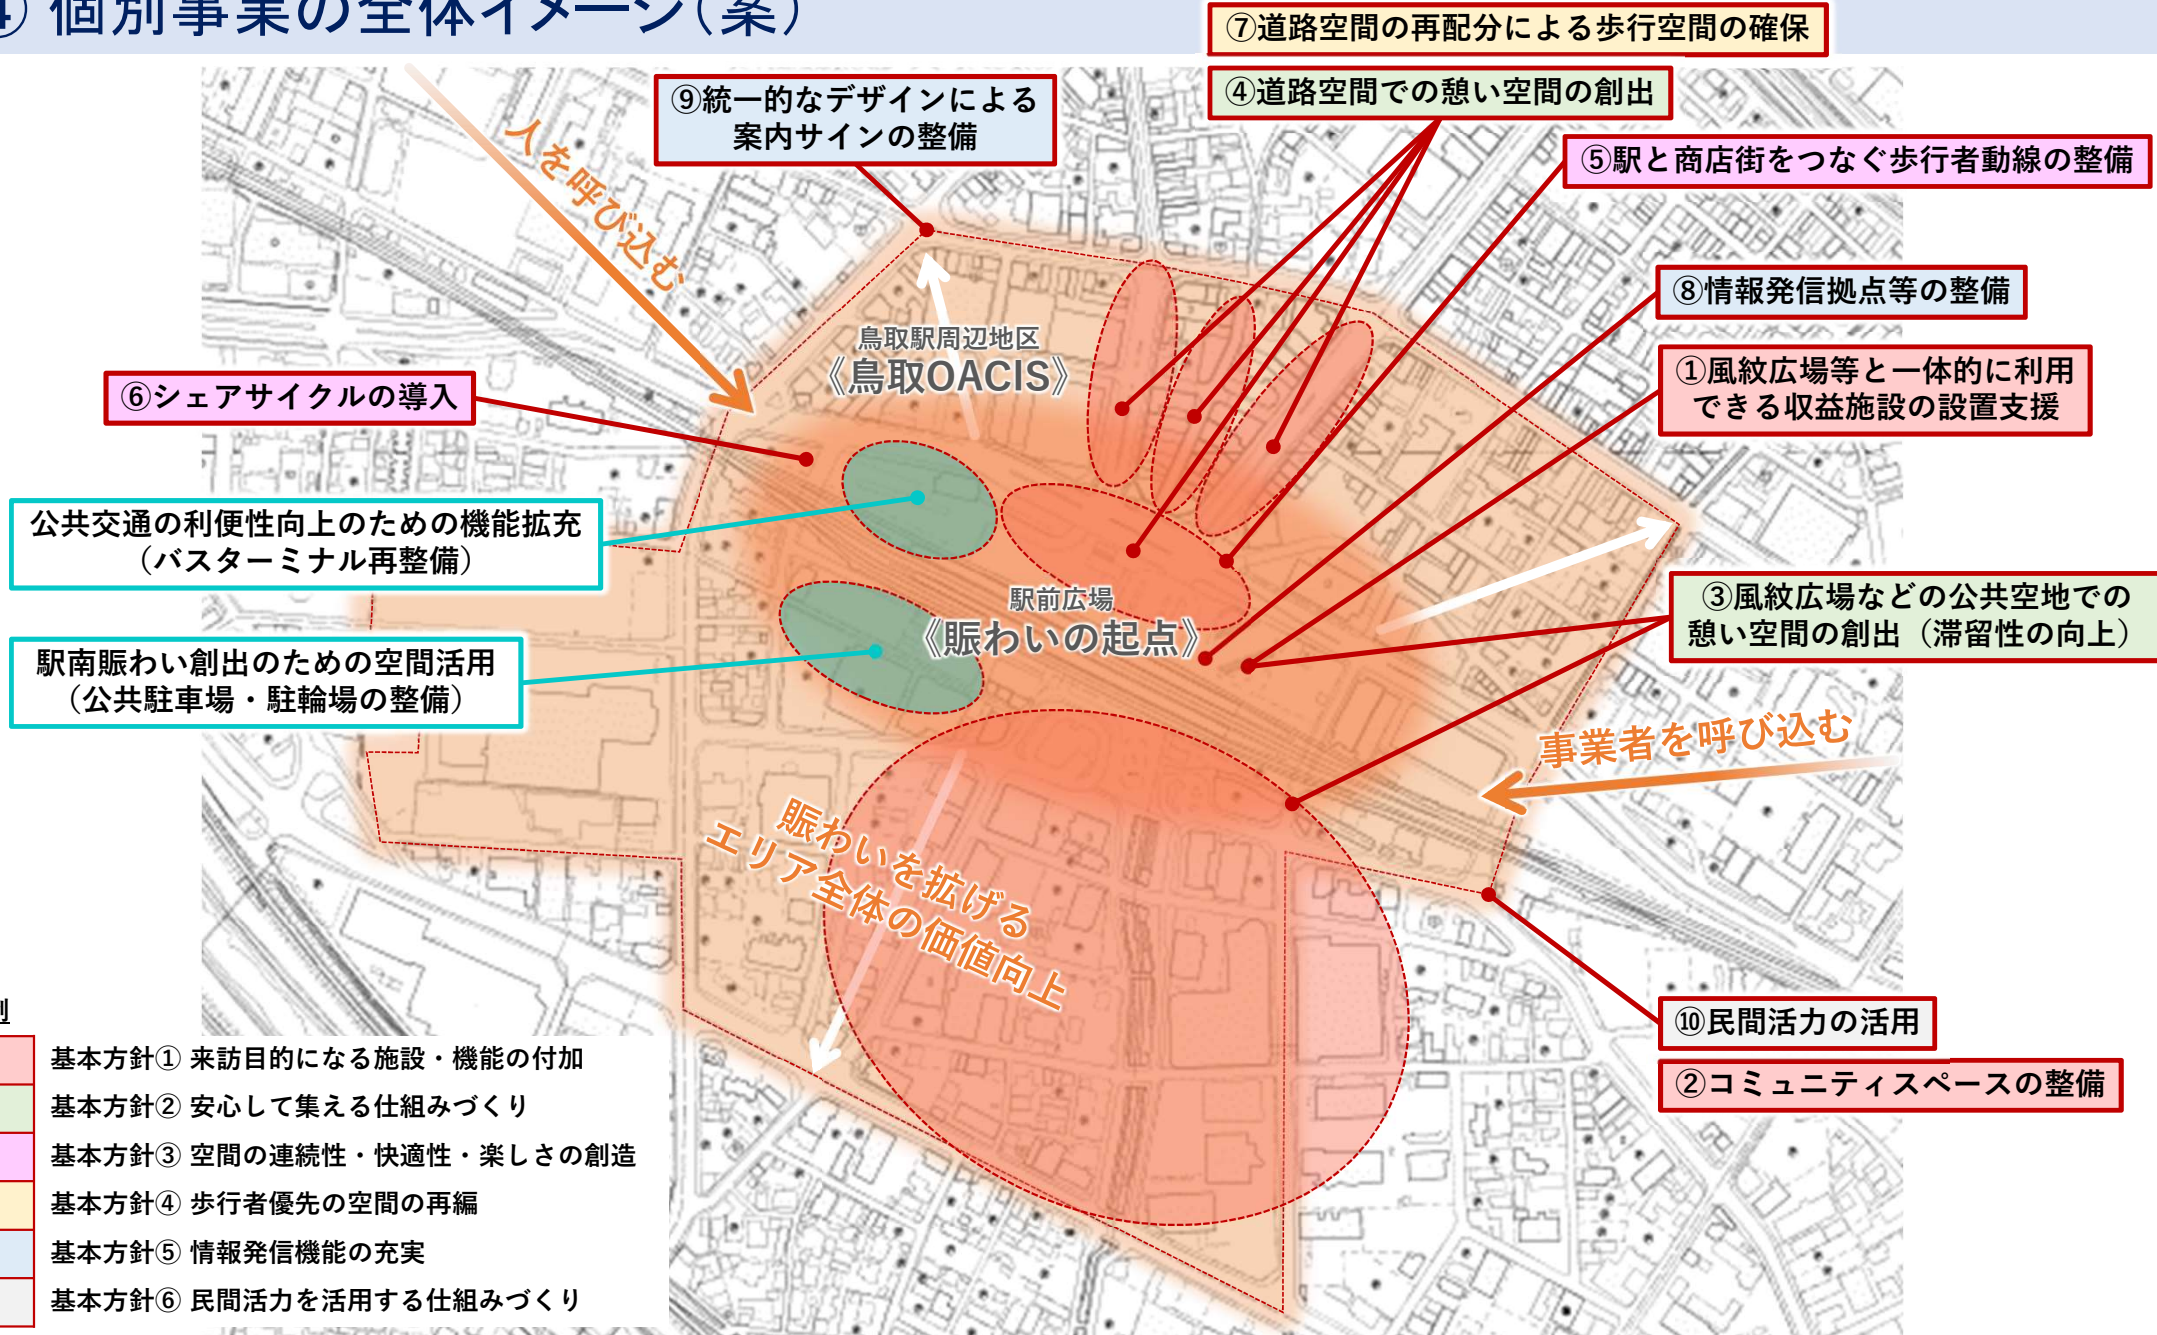 ④ 個別事業の全体イメージ（案）
⑦道路空間の再配分による歩行空間の確保
④道路空間での憩い空間の創出
⑨統一的なデザインによる
案内サインの整備
⑤駅と商店街をつなぐ歩行者動線の整備
人を呼び込む
⑧情報発信拠点等の整備
鳥取駅周辺地区
《鳥取OACIS》
①風紋広場等と一体的に利用
できる収益施設の設置支援
⑥シェアサイクルの導入
公共交通の利便性向上のための機能拡充
（バスターミナル再整備）
駅前広場
《賑わいの起点》
③風紋広場などの公共空地での
憩い空間の創出（滞留性の向上）
駅南賑わい創出のための空間活用
（公共駐車場・駐輪場の整備）
事業者を呼び込む
賑わいを拡げる
エリア全体の価値向上
⑩民間活力の活用
②コミュニティスペースの整備
例
基本方針① 来訪目的になる施設・機能の付加
基本方針② 安心して集える仕組みづくり
基本方針③ 空間の連続性・快適性・楽しさの創造
基本方針④ 歩行者優先の空間の再編
基本方針⑤ 情報発信機能の充実
基本方針⑥ 民間活力を活用する仕組みづくり